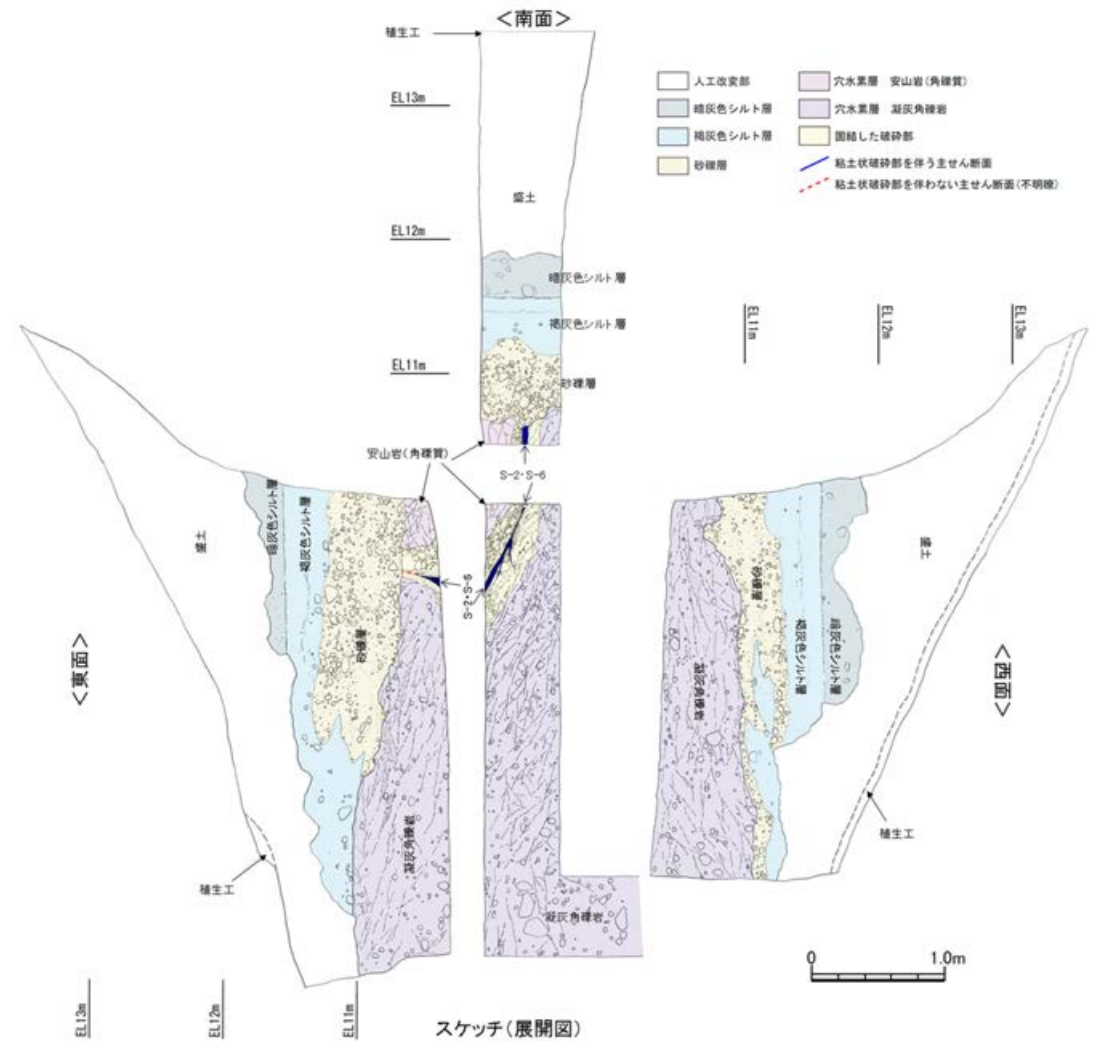 <南面>
植生工
EL13m
盛土
EL12m
暗灰色シルト層
褐灰色シルト層
EL11m
砂礫層
安山岩(角礫質)
S-2・S-6
人工改変部
暗灰色シルト層
褐灰色シルト層
砂礫層
穴水累層 安山岩(角礫質)
穴水累層 凝灰角礫岩
固結した破砕部
粘土状破砕部を伴う主せん断面
粘土状破砕部を伴わない主せん断面(不明瞭)
<東面>
盛土
暗灰色シルト層
褐灰色シルト層
砂礫層
凝灰角礫岩
S-2・S-6
植生工
EL13m
EL12m
EL11m
凝灰角礫岩
EL11m
EL12m
EL13m
凝灰角礫岩
砂礫層
褐灰色シルト層
暗灰色シルト層
盛土
<西面>
植生工
0 1.0m
スケッチ(展開図)